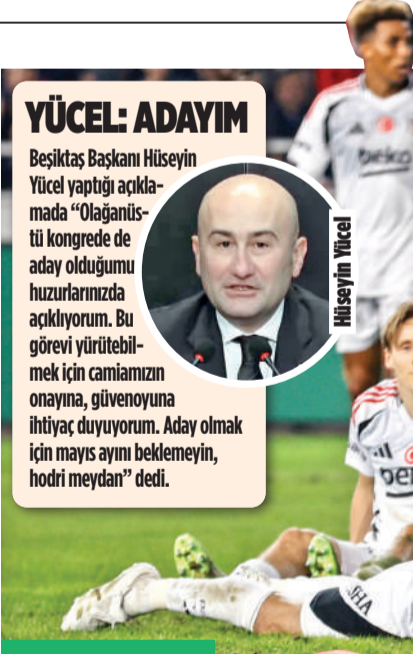 YÜCEL: ADAYIM
Beşiktaş Başkanı Hüseyin
Yücel yaptığı açıkla-
mada “Olağanüs-
tü kongrede de
aday olduğumu
huzurlarınızda
açıklıyorum. Bu
görevi yürütebil-
mek için camiamızın
onayına, güvenoyuna
ihtiyaç duyuyorum. Aday olmak
için mayıs ayını beklemeyin,
hodri meydan” dedi.
Hüseyin Yücel
beko